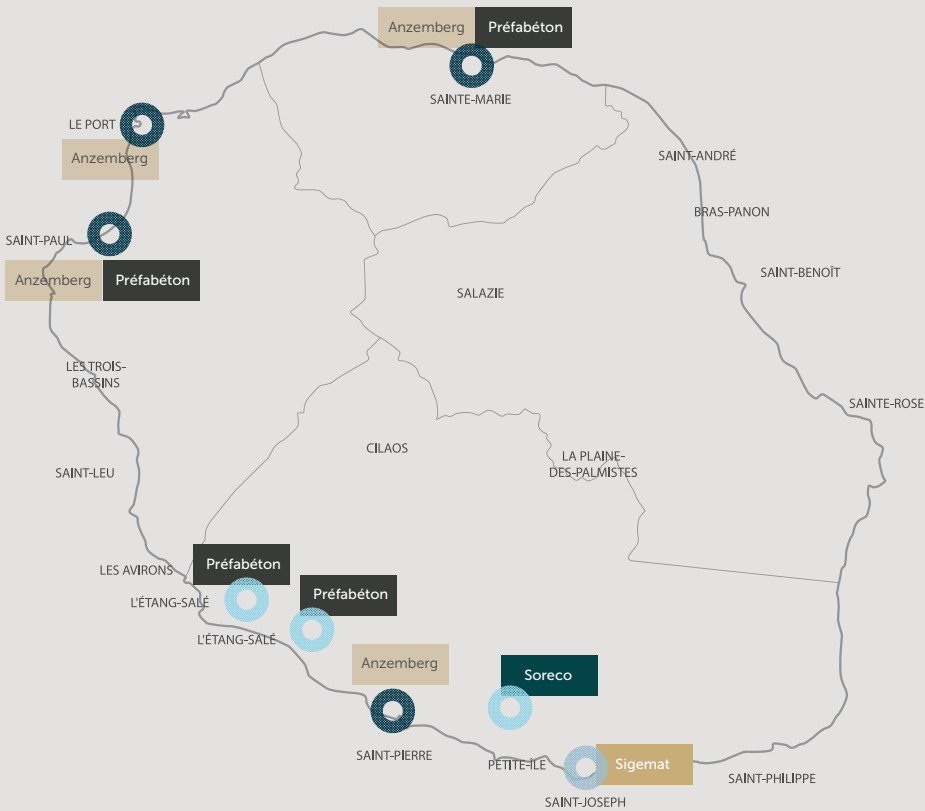 Anzemberg Préfabéton
SAINTE-MARIE
LE PORT
Anzemberg
SAINT-ANDRÉ
BRAS-PANON
SAINT-PAUL
Anzemberg Préfabéton
SAINT-BENOÎT
SALAZIE
LES TROIS-
BASSINS
SAINTE-ROSE
CILAOS
LA PLAINE-
DES-PALMISTES
SAINT-LEU
LES AVIRONS
Préfabéton
L'ÉTANG-SALÉ
Préfabéton
L'ÉTANG-SALÉ
Anzemberg
Soreco
SAINT-PIERRE
PETITE-ÎLE
Sigemat
SAINT-PHILIPPE
SAINT-JOSEPH